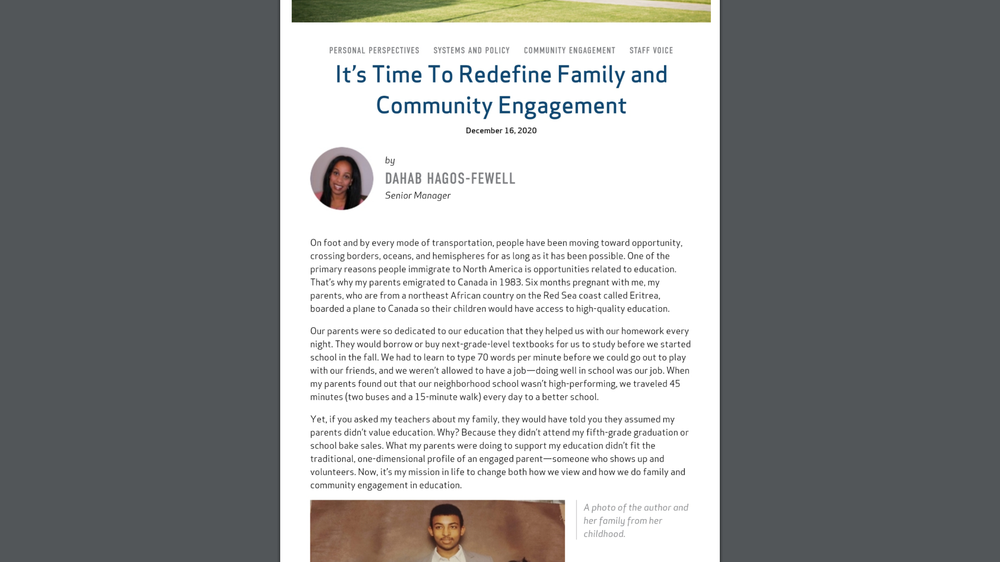 PERSONAL PERSPECTIVES SYSTEMS AND POLICY COMMUNITY ENGAGEMENT STAFF VOICE
It’s Time To Redefine Family and
Community Engagement
December 16, 2020
by
DAHAB HAGOS-FEWELL
Senior Manager
On foot and by every mode of transportation, people have been moving toward opportunity,
crossing borders, oceans, and hemispheres for as long as it has been possible. One of the
primary reasons people immigrate to North America is opportunities related to education.
That’s why my parents emigrated to Canada in 1983. Six months pregnant with me, my
parents, who are from a northeast African country on the Red Sea coast called Eritrea,
boarded a plane to Canada so their children would have access to high-quality education.
Our parents were so dedicated to our education that they helped us with our homework every
night. They would borrow or buy next-grade-level textbooks for us to study before we started
school in the fall. We had to learn to type 70 words per minute before we could go out to play
with our friends, and we weren’t allowed to have a job—doing well in school was our job. When
my parents found out that our neighborhood school wasn’t high-performing, we traveled 45
minutes (two buses and a 15-minute walk) every day to a better school.
Yet, if you asked my teachers about my family, they would have told you they assumed my
parents didn’t value education. Why? Because they didn’t attend my fifth-grade graduation or
school bake sales. What my parents were doing to support my education didn’t fit the
traditional, one-dimensional profile of an engaged parent—someone who shows up and
volunteers. Now, it’s my mission in life to change both how we view and how we do family and
community engagement in education.
A photo of the author and
her family from her
childhood.